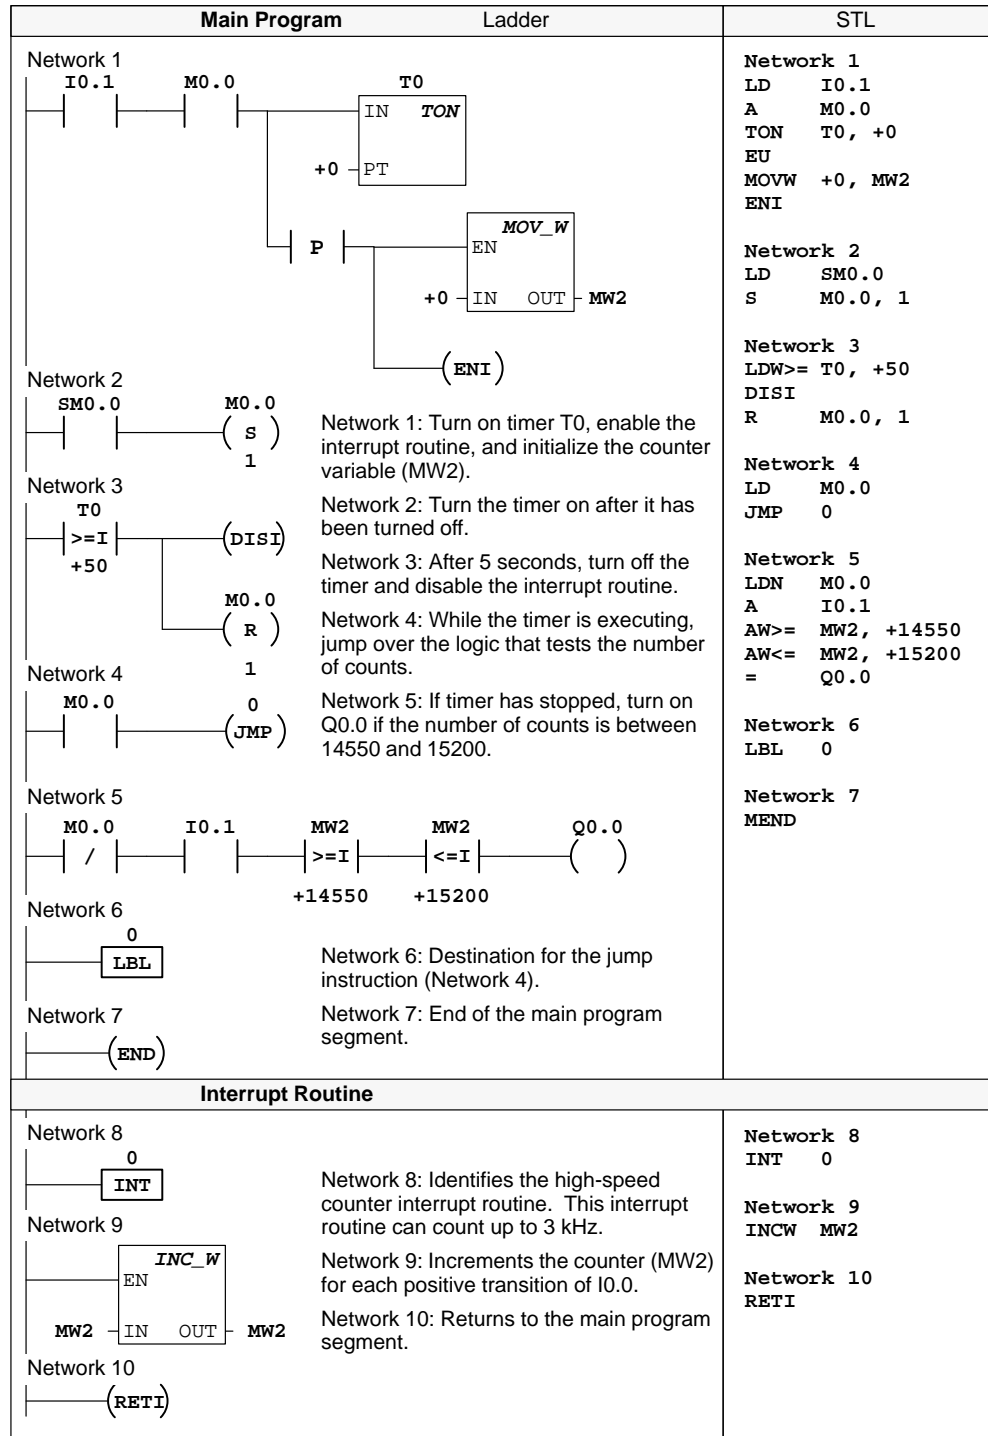 Main Program Ladder STL
Network 1
I0.1 M0.0 T0
IN TON
+0 PT
P
MOV_W
EN
+0 IN OUT MW2
ENI
Network 2
SM0.0 M0.0
S
1
Network 3
T0
>=I DISI
+50
M0.0
R
1
Network 4
M0.0 0
JMP
Network 1: Turn on timer T0, enable the
interrupt routine, and initialize the counter
variable (MW2).
Network 2: Turn the timer on after it has
been turned off.
Network 3: After 5 seconds, turn off the
timer and disable the interrupt routine.
Network 4: While the timer is executing,
jump over the logic that tests the number
of counts.
Network 5: If timer has stopped, turn on
Q0.0 if the number of counts is between
14550 and 15200.
Network 5
M0.0 I0.1 MW2 MW2 Q0.0
/ >=I <=I
+14550 +15200
Network 6
0
LBL
Network 7
END
Network 6: Destination for the jump
instruction (Network 4).
Network 7: End of the main program
segment.
Network 1
LD I0.1
A M0.0
TON T0, +0
EU
MOVW +0, MW2
ENI
Network 2
LD SM0.0
S M0.0, 1
Network 3
LDW>= T0, +50
DISI
R M0.0, 1
Network 4
LD M0.0
JMP 0
Network 5
LDN M0.0
A I0.1
AW>= MW2, +14550
AW<= MW2, +15200
= Q0.0
Network 6
LBL 0
Network 7
MEND
Interrupt Routine
Network 8
0
INT
Network 9
INC_W
EN
MW2 IN OUT MW2
Network 10
RETI
Network 8: Identifies the high-speed
counter interrupt routine. This interrupt
routine can count up to 3 kHz.
Network 9: Increments the counter (MW2)
for each positive transition of I0.0.
Network 10: Returns to the main program
segment.
Network 8
INT 0
Network 9
INCW MW2
Network 10
RETI